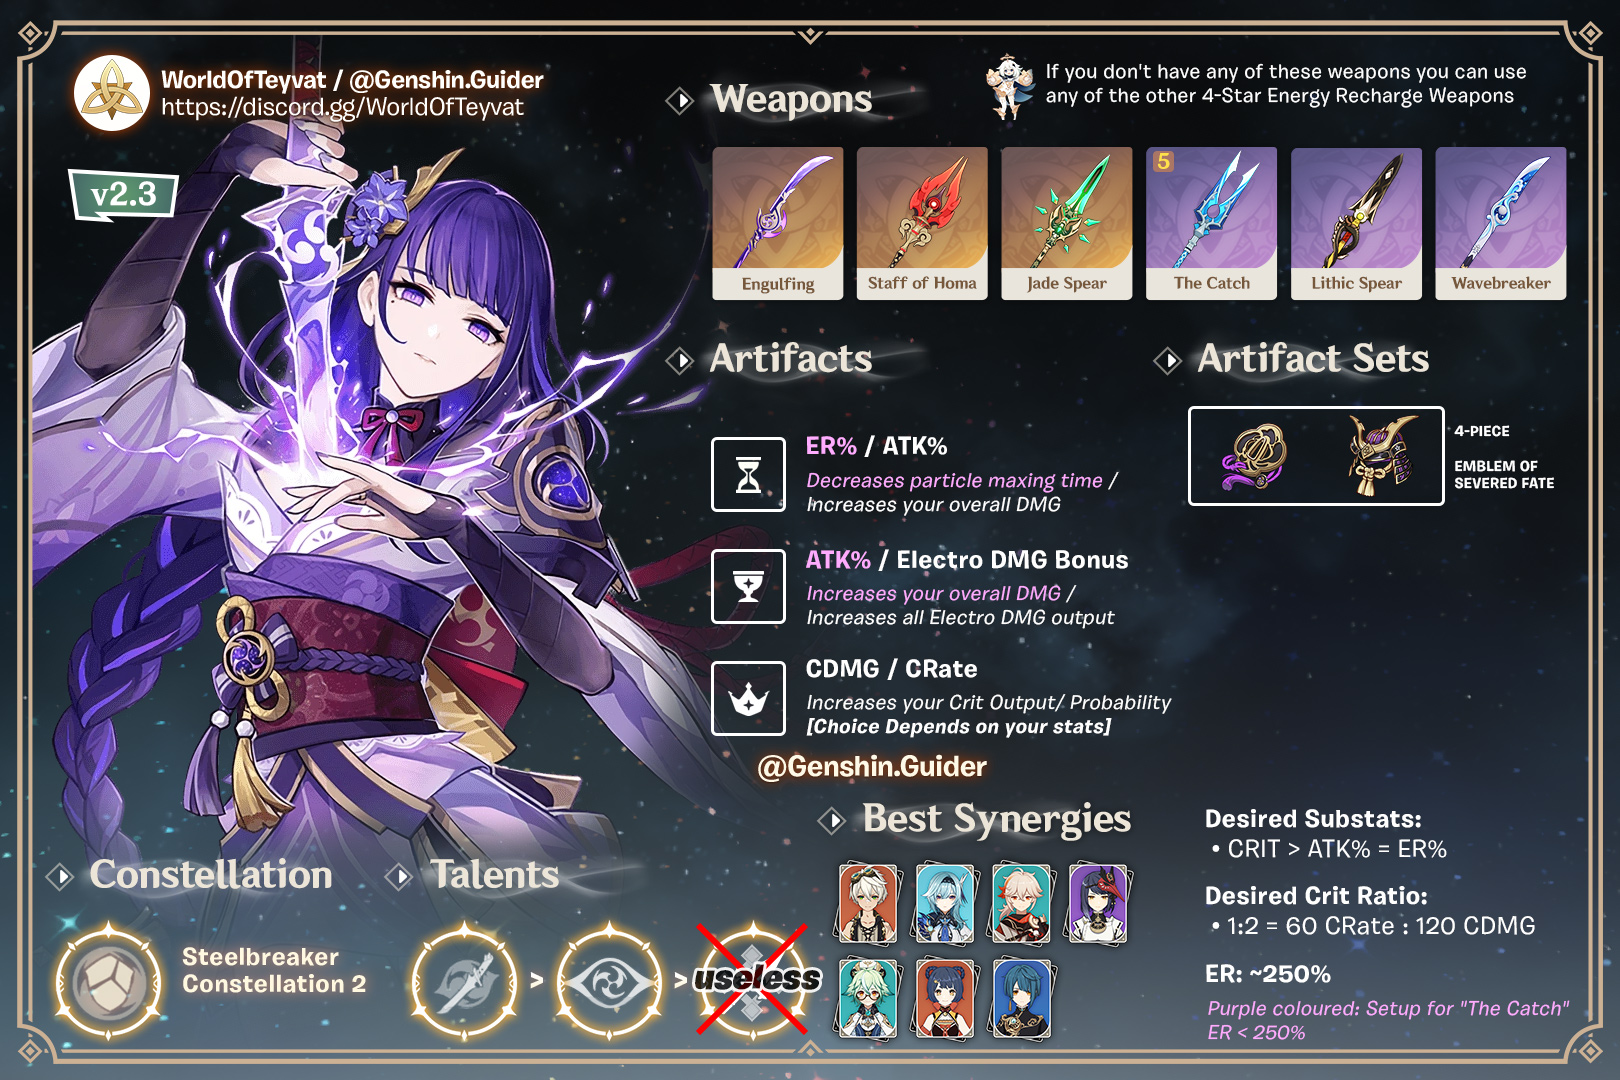 WorldOfTeyvat / @Genshin.Guider
https://discord.gg/WorldOfTeyvat
v2.3
Weapons
If you don't have any of these weapons you can use
any of the other 4-Star Energy Recharge Weapons
5
Engulfing
Staff of Homa
Jade Spear
The Catch
Lithic Spear
Wavebreaker
Artifacts
ER% / ATK%
Decreases particle maxing time /
Increases your overall DMG
ATK% / Electro DMG Bonus
Increases your overall DMG /
Increases all Electro DMG output
CDMG / CRate
Increases your Crit Output/ Probability
[Choice Depends on your stats]
@Genshin.Guider
Artifact Sets
4-PIECE
EMBLEM OF
SEVERED FATE
Constellation
Steelbreaker
Constellation 2
Talents
> > useless
Best Synergies
Desired Substats:
• CRIT > ATK% = ER%
Desired Crit Ratio:
• 1:2 = 60 CRate : 120 CDMG
ER: ~250%
Purple coloured: Setup for "The Catch"
ER < 250%